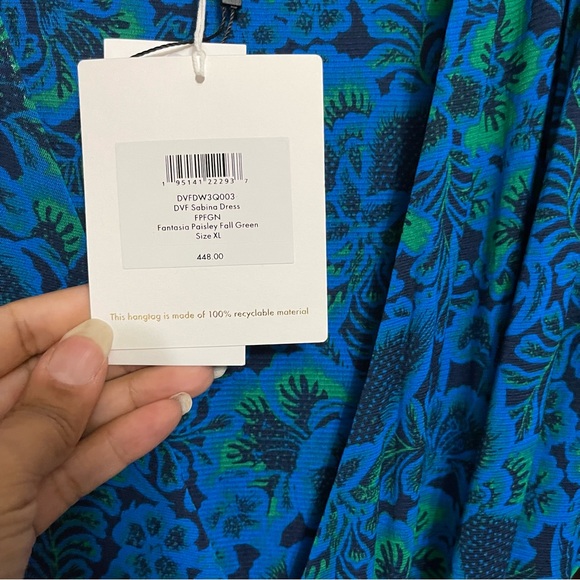 1 95141 22293 7
DVFDW3Q003
DVF Sabina Dress
FPFGN
Fantasia Paisley Fall Green
Size XL
448.00
This hangtag is made of 100% recyclable material